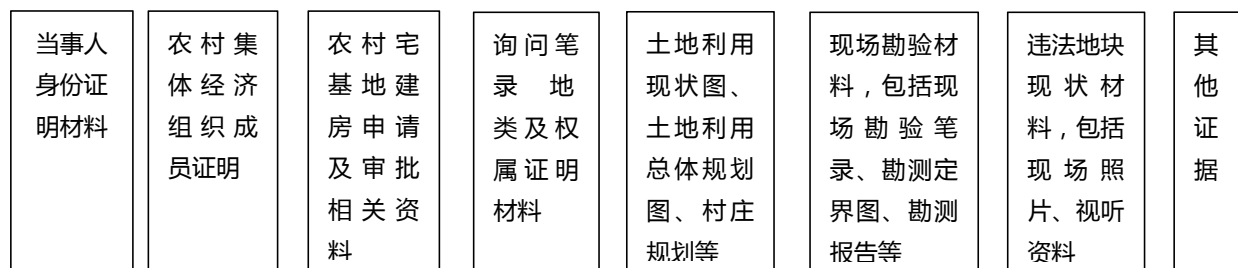 当事人
身份证
明材料
农村集
体经济
组织成
员证明
农村宅
基地建
房申请
及审批
相关资
料
询问笔
录 地
类及权
属证明
材料
土地利用
现状图、
土地利用
总体规划
图、村庄
规划等
现场勘验材
料，包括现
场勘验笔
录、勘测定
界图、勘测
报告等
违法地块
现状材
料，包括
现场照
片、视听
资料
其
他
证
据